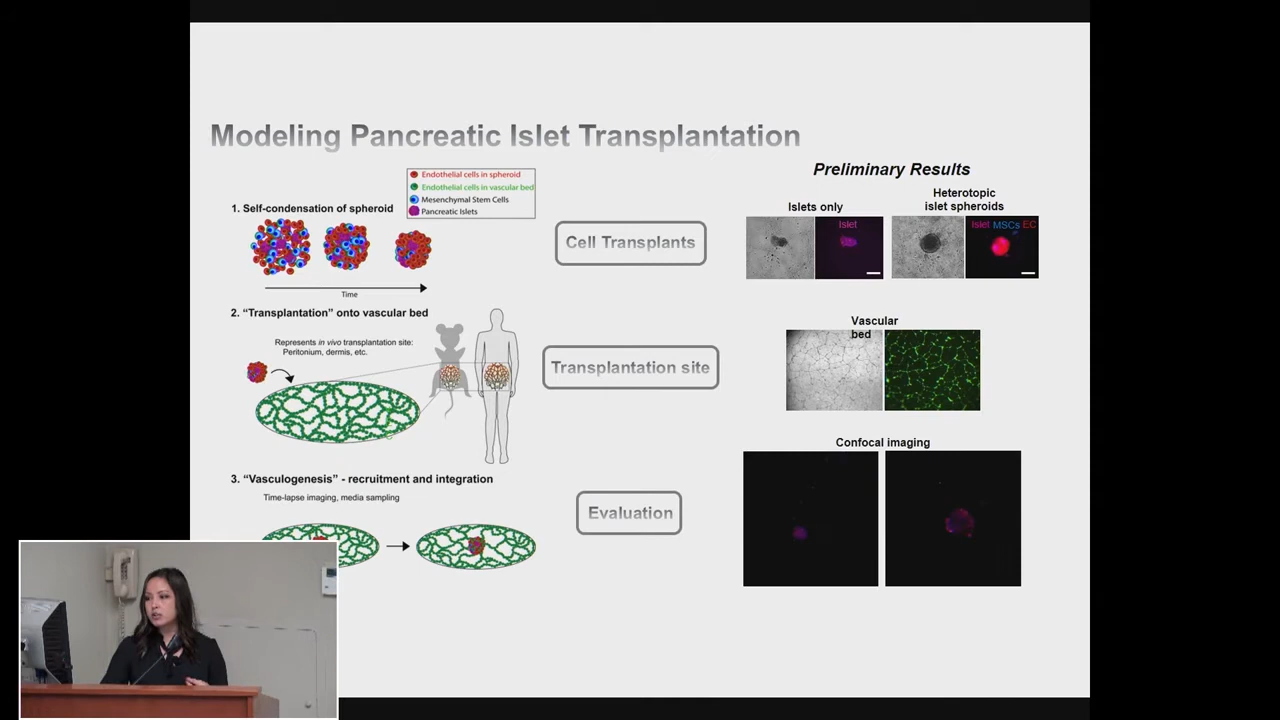 Modeling Pancreatic Islet Transplantation
Endothelial cells in spheroid
Endothelial cells in vascular bed
Mesenchymal Stem Cells
Pancreatic Islets
1. Self-condensation of spheroid
Time
2. “Transplantation” onto vascular bed
Represents in vivo transplantation site:
Peritonium, dermis, etc.
3. “Vasculogenesis” - recruitment and integration
Time-lapse imaging, media sampling
Cell Transplants
Transplantation site
Evaluation
Preliminary Results
Islets only
Heterotopic
islet spheroids
Islet
Islet MSCs EC
Vascular
bed
Confocal imaging